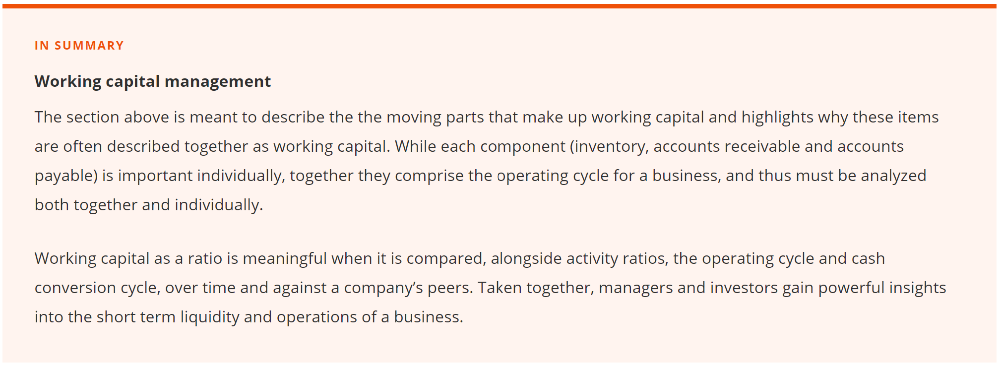 IN SUMMARY
Working capital management
The section above is meant to describe the the moving parts that make up working capital and highlights why these items
are often described together as working capital. While each component (inventory, accounts receivable and accounts
payable) is important individually, together they comprise the operating cycle for a business, and thus must be analyzed
both together and individually.
Working capital as a ratio is meaningful when it is compared, alongside activity ratios, the operating cycle and cash
conversion cycle, over time and against a company’s peers. Taken together, managers and investors gain powerful insights
into the short term liquidity and operations of a business.